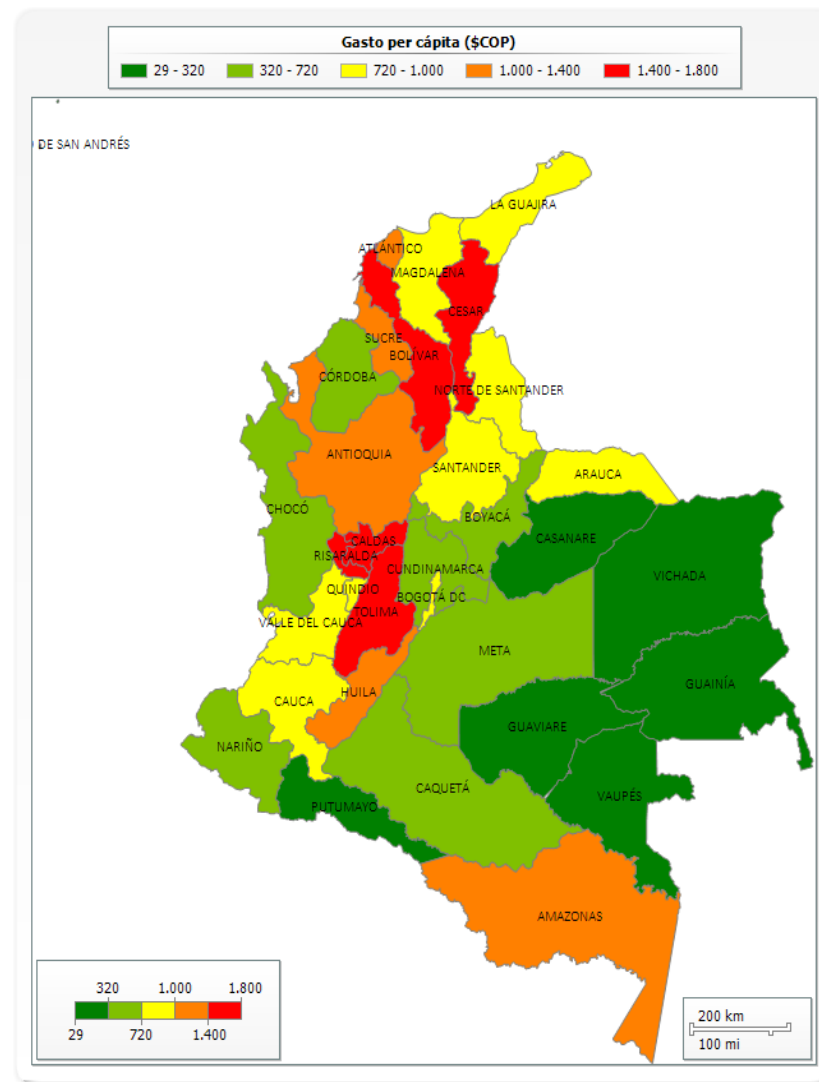 Gasto per cápita ($COP)
29 - 320 320 - 720 720 - 1.000 1.000 - 1.400 1.400 - 1.800
DE SAN ANDRÉS
LA GUAJIRA
ATLÁNTICO
MAGDALENA
CESAR
SUCRE
BOLÍVAR
CÓRDOBA
NORTE DE SANTANDER
ANTIOQUIA
SANTANDER
ARAUCA
CHOCÓ
BOYACÁ
CASANARE
CALDAS
RISARALDA
CUNDINAMARCA
VICHADA
QUINDIO
BOGOTÁ DC
TOLIMA
VALLE DEL CAUCA
META
GUAINÍA
HUILA
CAUCA
GUAVIARE
NARIÑO
CAQUETÁ
VAUPÉS
PUTUMAYO
AMAZONAS
320 1.000 1.800
29 720 1.400
200 km
100 mi